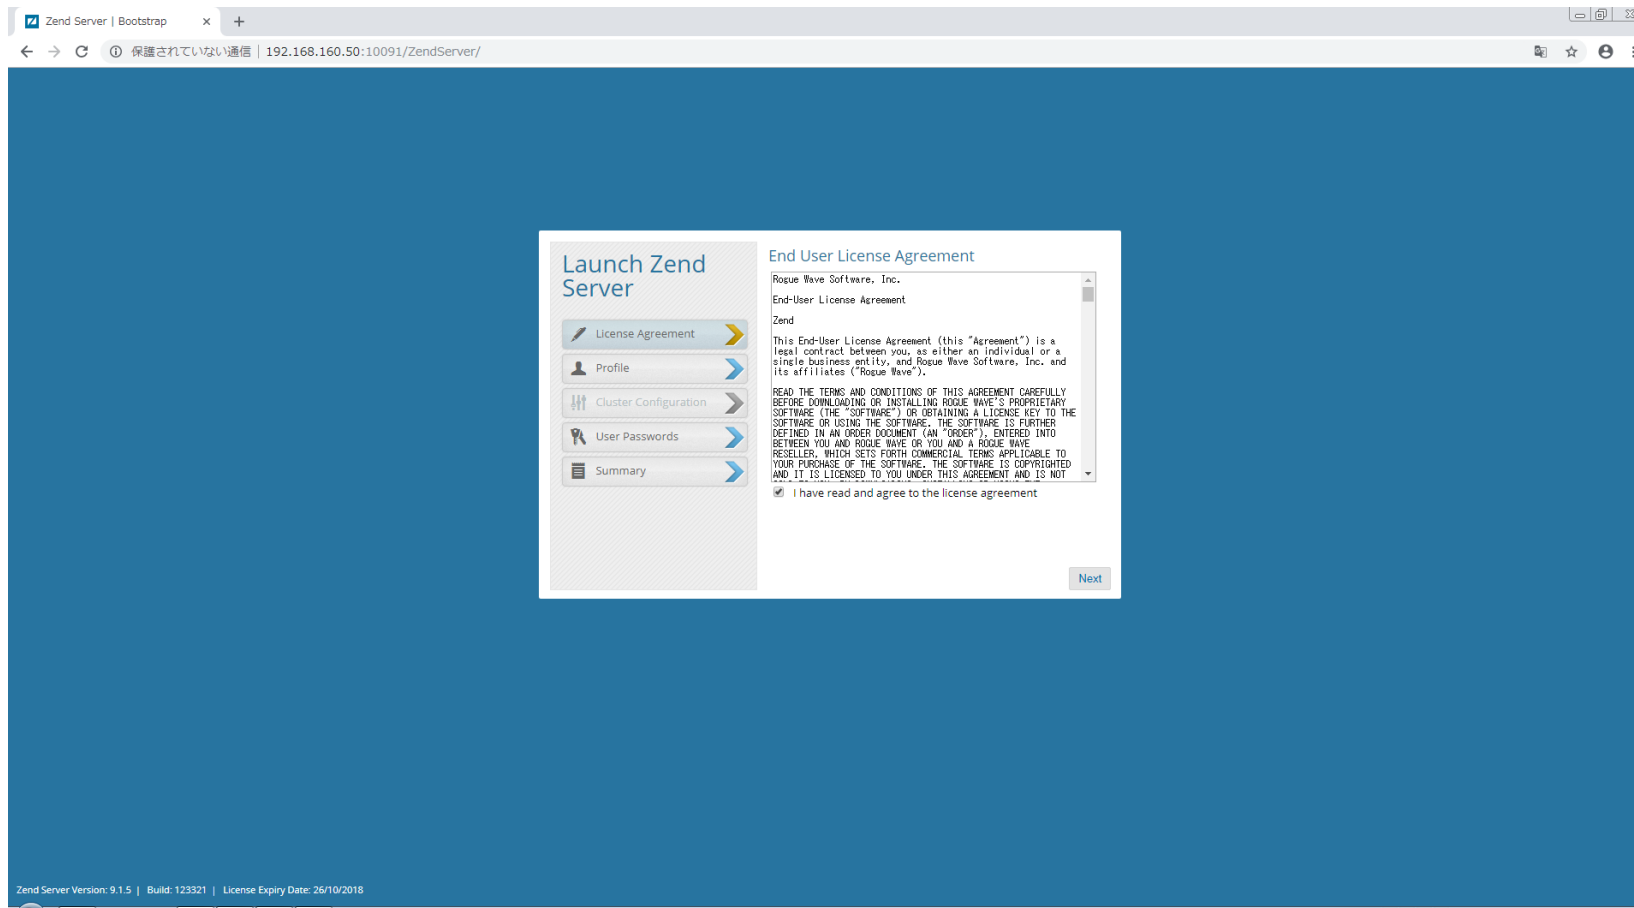 Zend Server | Bootstrap
保護されていない通信 | 192.168.160.50:10091/ZendServer/
Launch Zend
Server
License Agreement
Profile
Cluster Configuration
User Passwords
Summary
End User License Agreement
Rogue Wave Software, Inc.
End-User License Agreement
Zend
This End-User License Agreement (this "Agreement") is a
legal contract between you, as either an individual or a
single business entity, and Rogue Wave Software, Inc. and
its affiliates ("Rogue Wave").
READ THE TERMS AND CONDITIONS OF THIS AGREEMENT CAREFULLY
BEFORE DOWNLOADING OR INSTALLING ROGUE WAVE'S PROPRIETARY
SOFTWARE (THE "SOFTWARE") OR OBTAINING A LICENSE KEY TO THE
SOFTWARE OR USING THE SOFTWARE. THE SOFTWARE IS FURTHER
DEFINED IN AN ORDER DOCUMENT (AN "ORDER"), ENTERED INTO
BETWEEN YOU AND ROGUE WAVE OR YOU AND A ROGUE WAVE
RESELLER, WHICH SETS FORTH COMMERCIAL TERMS APPLICABLE TO
YOUR PURCHASE OF THE SOFTWARE. THE SOFTWARE IS COPYRIGHTED
AND IT IS LICENSED TO YOU UNDER THIS AGREEMENT AND IS NOT
I have read and agree to the license agreement
Next
Zend Server Version: 9.1.5 | Build: 123321 | License Expiry Date: 26/10/2018